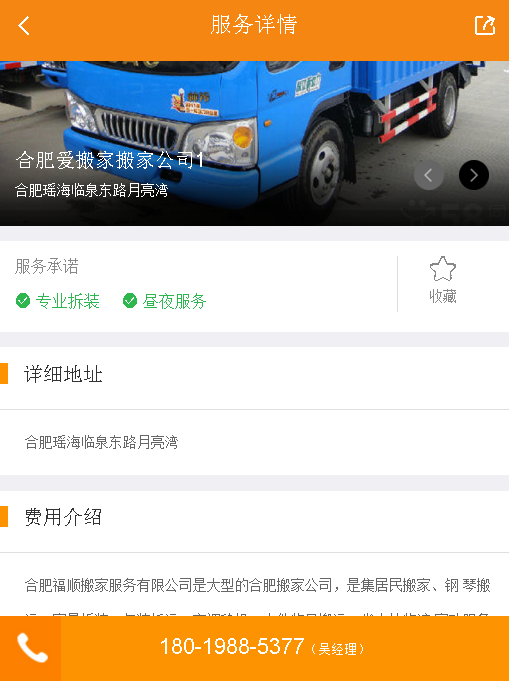 服务详情
合肥爱搬家搬家公司1
合肥瑶海临泉东路月亮湾
服务承诺
专业拆装
昼夜服务
收藏
详细地址
合肥瑶海临泉东路月亮湾
费用介绍
合肥福顺搬家服务有限公司是大型的合肥搬家公司，是集居民搬家、钢 琴搬
180-1988-5377（吴经理）